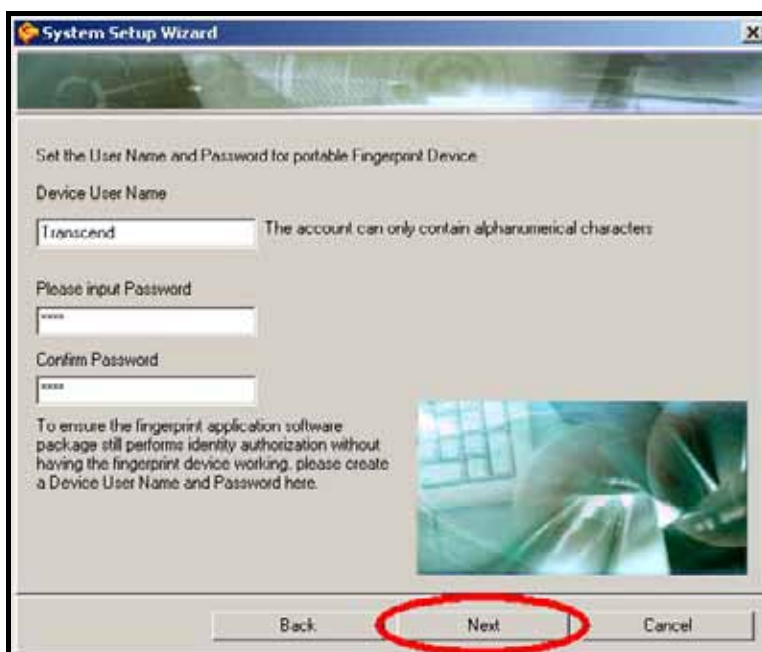 System Setup Wizard
Set the User Name and Password for portable Fingerprint Device
Device User Name
Transcend
The account can only contain alphanumerical characters
Please input Password
****
Confirm Password
****
To ensure the fingerprint application software
package still performs identity authorization without
having the fingerprint device working, please create
a Device User Name and Password here.
Back
Next
Cancel